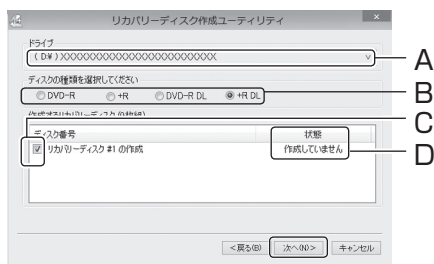 リカバリーディスク作成ユーティリティ ×
ドライブ
( D:¥ ) XXXXXXXXXXXXXXXXXXXXXXXXXX
A
ディスクの種類を選択してください
DVD-R +R DVD-R DL +R DL
B
C
ディスク番号 状態
リカバリーディスク #1 の作成 作成していません
D
<戻る(B) 次へ(N)> キャンセル